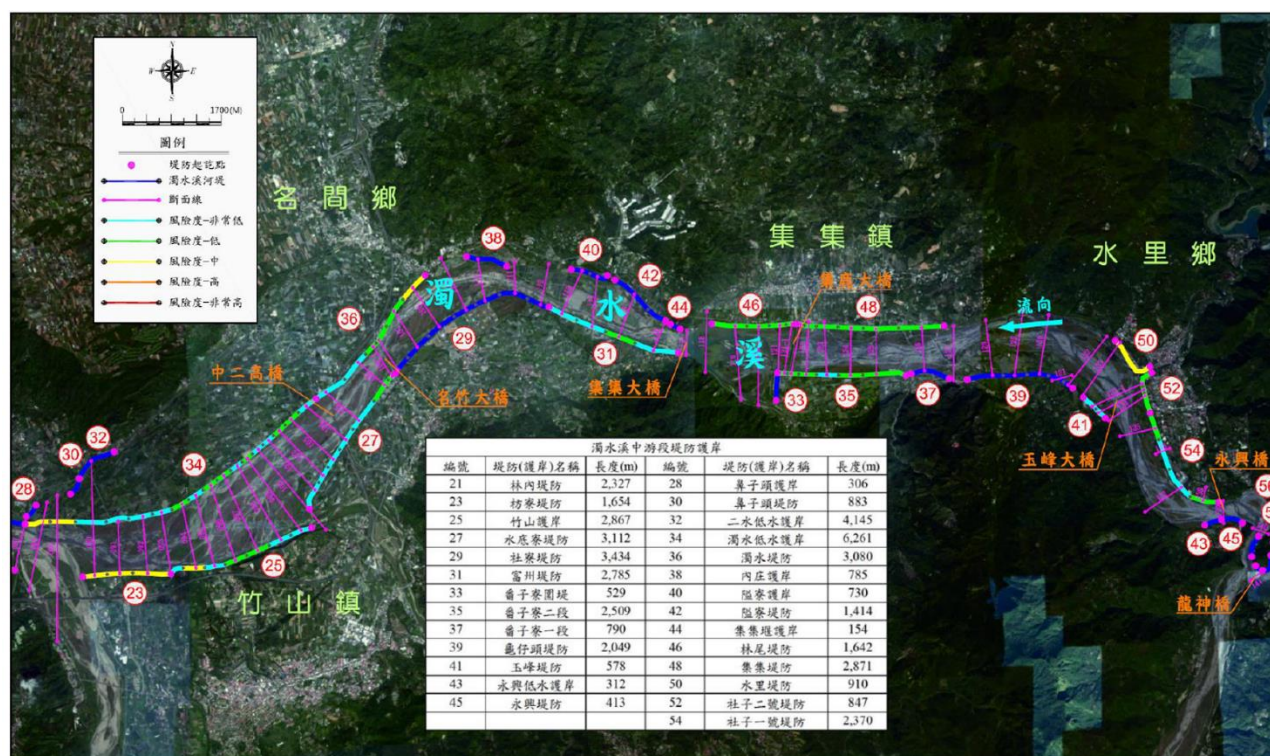 N
W E
S
0 1700(M)
圖例
堤防起訖點
濁水溪河堤
斷面線
風險度-非常低
風險度-低
風險度-中
風險度-高
風險度-非常高
名間鄉
集集鎮
水里鄉
竹山鎮
濁
水
溪
流向
中二高橋
名竹大橋
集集大橋
玉峰大橋
永興橋
龍神橋
28
30
32
34
36
38
40
42
44
46
48
50
52
54
23
25
27
29
31
33
35
37
39
41
43
45
濁水溪中游段堤防護岸
編號 堤防(護岸)名稱 長度(m) 編號 堤防(護岸)名稱 長度(m)
21 林內堤防 2,327 28 鼻子頭護岸 306
23 枋寮堤防 1,654 30 鼻子頭堤防 883
25 竹山護岸 2,867 32 二水低水護岸 4,145
27 水底寮堤防 3,112 34 濁水低水護岸 6,261
29 社寮堤防 3,434 36 濁水堤防 3,080
31 富州堤防 2,785 38 內庄護岸 785
33 番子寮圍堤 529 40 隘寮護岸 730
35 番子寮二段 2,509 42 隘寮堤防 1,414
37 番子寮一段 790 44 集集堰護岸 154
39 龜仔頭堤防 2,049 46 林尾堤防 1,642
41 玉峰堤防 578 48 集集堤防 2,871
43 永興低水護岸 312 50 水里堤防 910
45 永興堤防 413 52 社子二號堤防 847
54 社子一號堤防 2,370